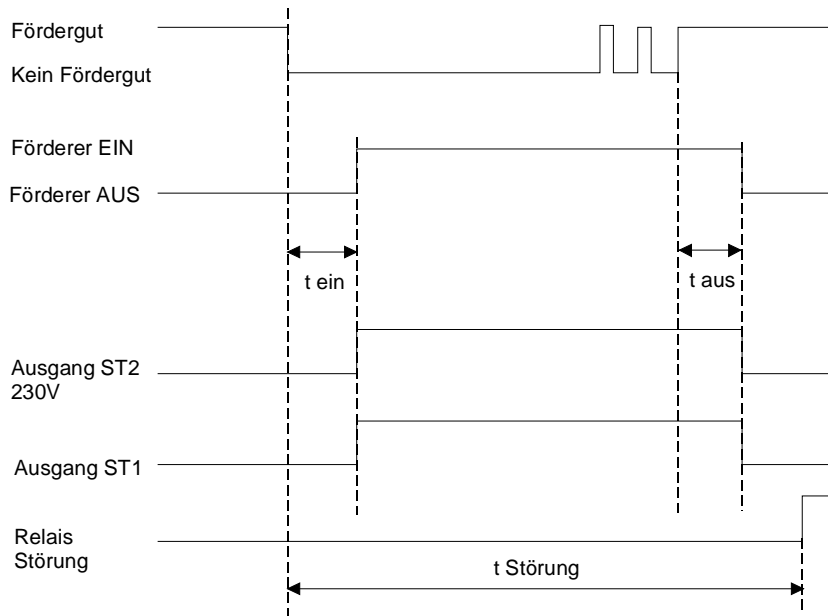 Fördergut
Kein Fördergut
Förderer EIN
Förderer AUS
t ein
t aus
Ausgang ST2
230V
Ausgang ST1
Relais
Störung
t Störung